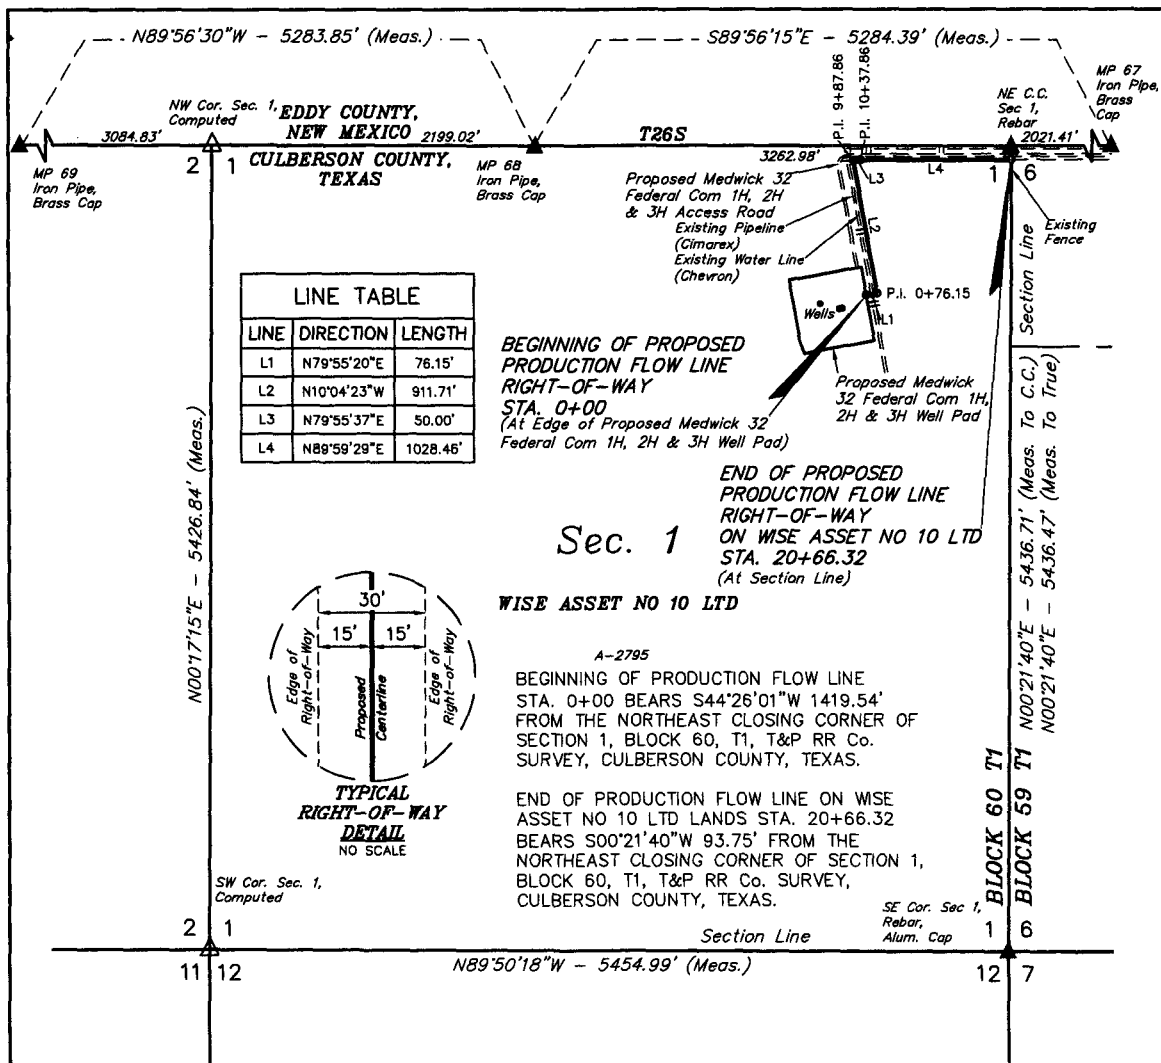 N89°56'30"W - 5283.85' (Meas.)
S89°56'15"E - 5284.39' (Meas.)
P.I. 9+87.86
P.I. 10+37.86
MP 67
Iron Pipe,
Brass
Cap
NW Cor. Sec. 1,
Computed
EDDY COUNTY,
NEW MEXICO
NE C.C.
Sec 1,
Rebar
3084.83'
2199.02'
T26S
3262.98'
2021.41'
2 1
CULBERSON COUNTY,
TEXAS
MP 69
Iron Pipe,
Brass Cap
MP 68
Iron Pipe,
Brass Cap
L3
L4
1 6
Proposed Medwick 32
Federal Com 1H, 2H
& 3H Access Road
Existing Pipeline
(Cimarex)
Existing Water Line
(Chevron)
L2
Existing
Fence
Section Line
P.I. 0+76.15
Wells
L1
LINE TABLE
LINE DIRECTION LENGTH
L1 N79°55'20"E 76.15'
L2 N10°04'23"W 911.71'
L3 N79°55'37"E 50.00'
L4 N89°59'29"E 1028.46'
BEGINNING OF PROPOSED
PRODUCTION FLOW LINE
RIGHT-OF-WAY
STA. 0+00
(At Edge of Proposed Medwick 32
Federal Com 1H, 2H & 3H Well Pad)
Proposed Medwick
32 Federal Com 1H,
2H & 3H Well Pad
END OF PROPOSED
PRODUCTION FLOW LINE
RIGHT-OF-WAY
ON WISE ASSET NO 10 LTD
STA. 20+66.32
(At Section Line)
N00°17'15"E - 5426.84' (Meas.)
N00°21'40"E - 5436.71' (Meas. To C.C.)
N00°21'40"E - 5436.47' (Meas. To True)
Sec. 1
WISE ASSET NO 10 LTD
30'
15' 15'
Edge of
Right-of-Way
Proposed
Centerline
Edge of
Right-of-Way
TYPICAL
RIGHT-OF-WAY
DETAIL
NO SCALE
A-2795
BEGINNING OF PRODUCTION FLOW LINE
STA. 0+00 BEARS S44°26'01"W 1419.54'
FROM THE NORTHEAST CLOSING CORNER OF
SECTION 1, BLOCK 60, T1, T&P RR Co.
SURVEY, CULBERSON COUNTY, TEXAS.
END OF PRODUCTION FLOW LINE ON WISE
ASSET NO 10 LTD LANDS STA. 20+66.32
BEARS S00°21'40"W 93.75' FROM THE
NORTHEAST CLOSING CORNER OF SECTION 1,
BLOCK 60, T1, T&P RR Co. SURVEY,
CULBERSON COUNTY, TEXAS.
BLOCK 60 T1
BLOCK 59 T1
SW Cor. Sec. 1,
Computed
SE Cor. Sec 1,
Rebar,
Alum. Cap
2 1
Section Line
1 6
11 12
N89°50'18"W - 5454.99' (Meas.)
12 7